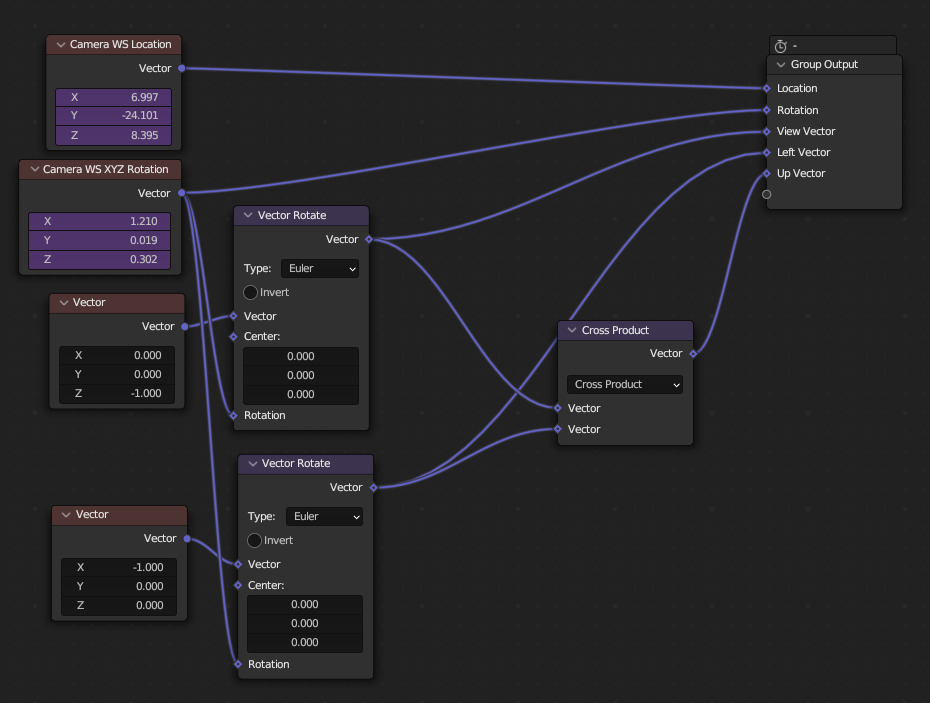 Camera WS Location
Vector
X 6.997
Y -24.101
Z 8.395
Camera WS XYZ Rotation
Vector
X 1.210
Y 0.019
Z 0.302
Vector
Vector
X 0.000
Y 0.000
Z -1.000
Vector
Vector
X -1.000
Y 0.000
Z 0.000
Vector Rotate
Vector
Type: Euler
Invert
Vector
Center:
0.000
0.000
0.000
Rotation
Vector Rotate
Vector
Type: Euler
Invert
Vector
Center:
0.000
0.000
0.000
Rotation
Cross Product
Vector
Cross Product
Vector
Vector
-
Group Output
Location
Rotation
View Vector
Left Vector
Up Vector